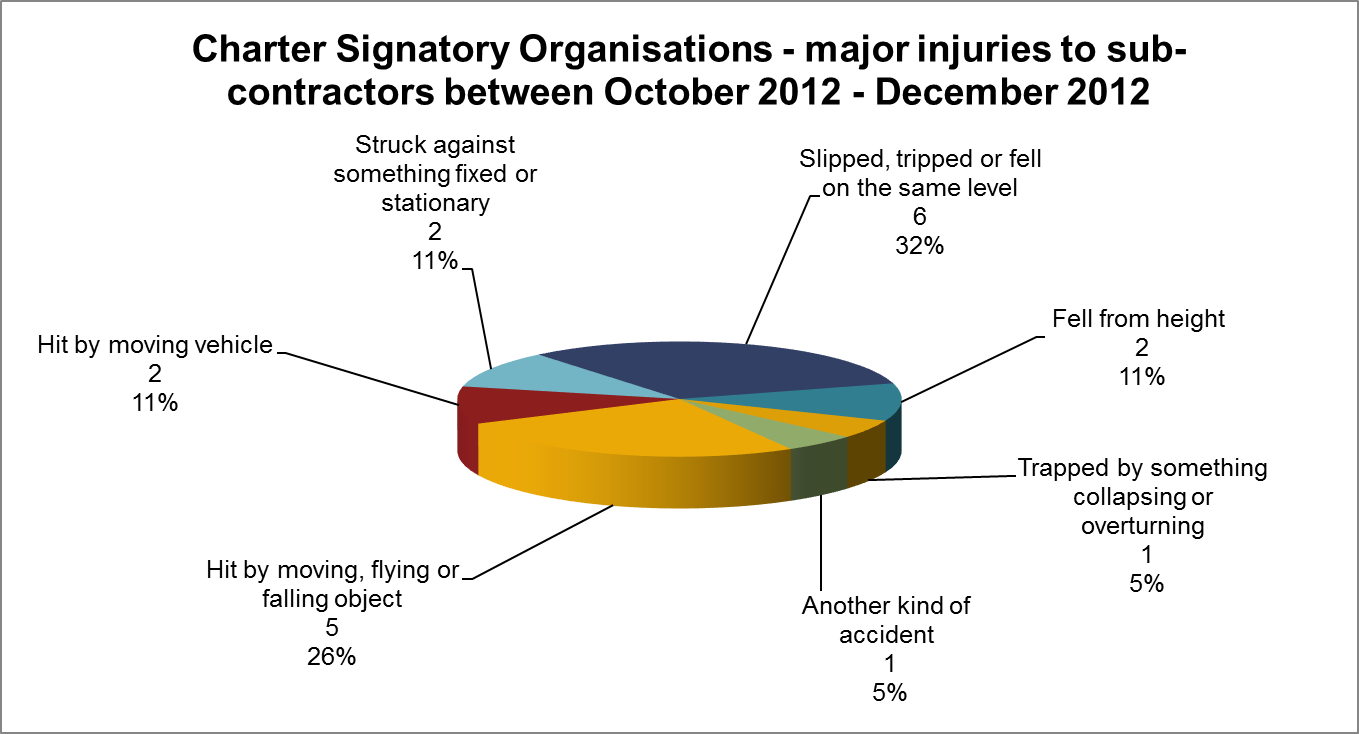 Charter Signatory Organisations - major injuries to sub-
contractors between October 2012 - December 2012
Struck against
something fixed or
stationary
2
11%
Slipped, tripped or fell
on the same level
6
32%
Fell from height
2
11%
Hit by moving vehicle
2
11%
Trapped by something
collapsing or
overturning
1
5%
Hit by moving, flying or
falling object
5
26%
Another kind of
accident
1
5%